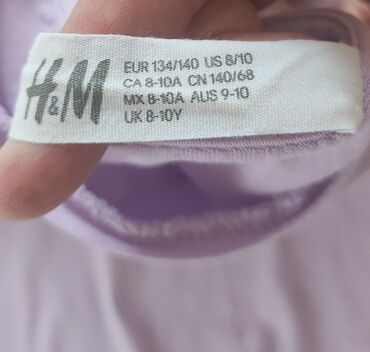 H&M
EUR 134/140 US 8/10
CA 8-10A CN 140/68
MX 8-10A AUS 9-10
UK 8-10Y